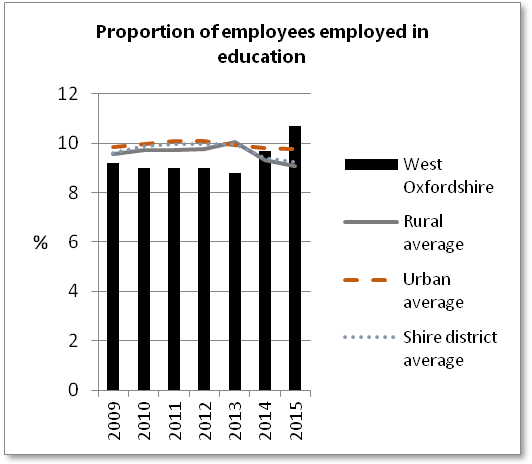 Proportion of employees employed in
education
12
10
8
6
4
2
0
%
2009
2010
2011
2012
2013
2014
2015
West
Oxfordshire
Rural
average
Urban
average
Shire district
average